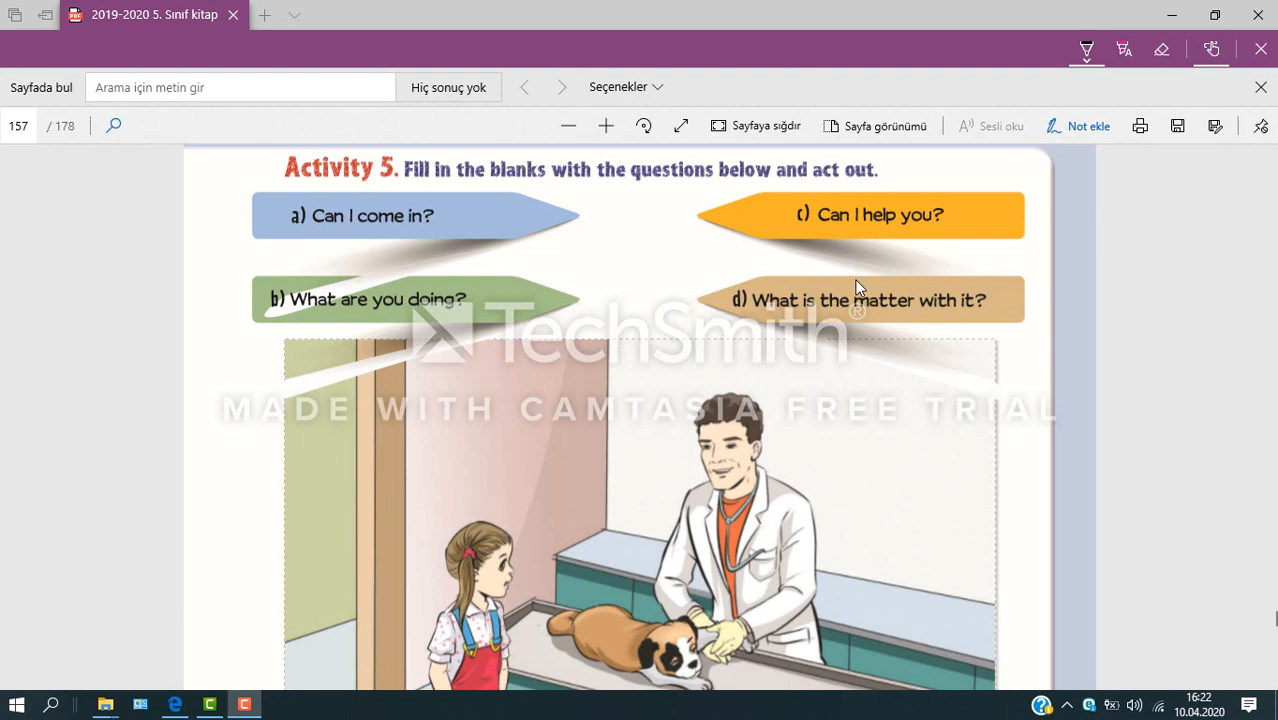 2019-2020 5. Sınıf kitap
Sayfada bul
Arama için metin gir
Hiç sonuç yok
Seçenekler
157 / 178
Sayfaya sığdır
Sayfa görünümü
Sesli oku
Not ekle
Activity 5. Fill in the blanks with the questions below and act out.
a) Can I come in?
c) Can I help you?
b) What are you doing?
d) What is the matter with it?
TechSmith®
MADE WITH CAMTASIA FREE TRIAL
16:22
10.04.2020